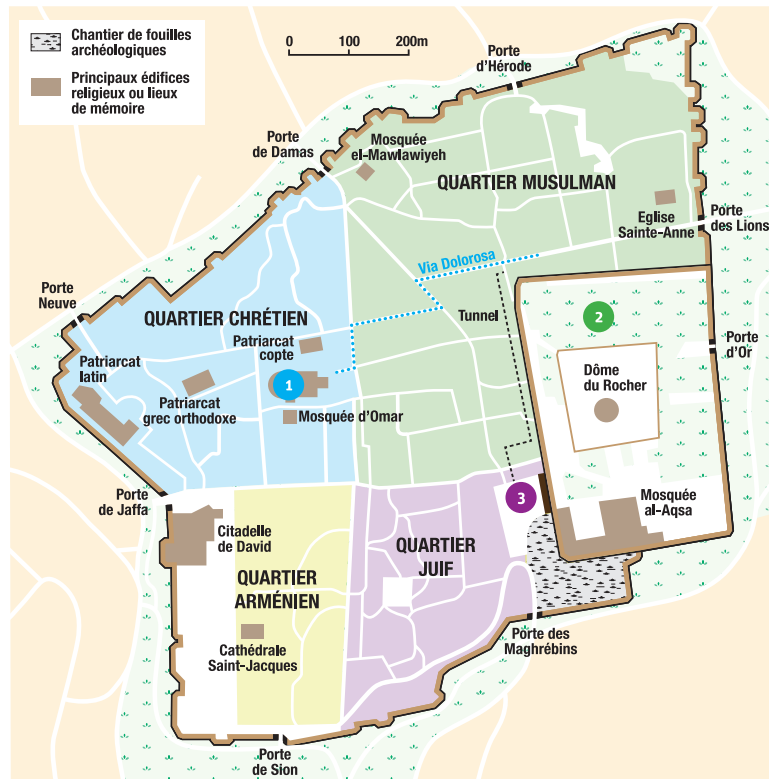 Chantier de fouilles
archéologiques
Principaux édifices
religieux ou lieux
de mémoire
0 100 200m
Porte
d'Hérode
Porte
de Damas
Mosquée
el-Mawlawiyeh
QUARTIER MUSULMAN
Eglise
Sainte-Anne
Porte
des Lions
Via Dolorosa
Porte
Neuve
QUARTIER CHRÉTIEN
Tunnel
2
Patriarcat
copte
Porte
d'Or
Patriarcat
latin
Dôme
du Rocher
1
Patriarcat
grec orthodoxe
Mosquée d'Omar
3
Mosquée
al-Aqsa
Porte
de Jaffa
Citadelle
de David
QUARTIER
JUIF
QUARTIER
ARMÉNIEN
Porte des
Maghrébins
Cathédrale
Saint-Jacques
Porte
de Sion